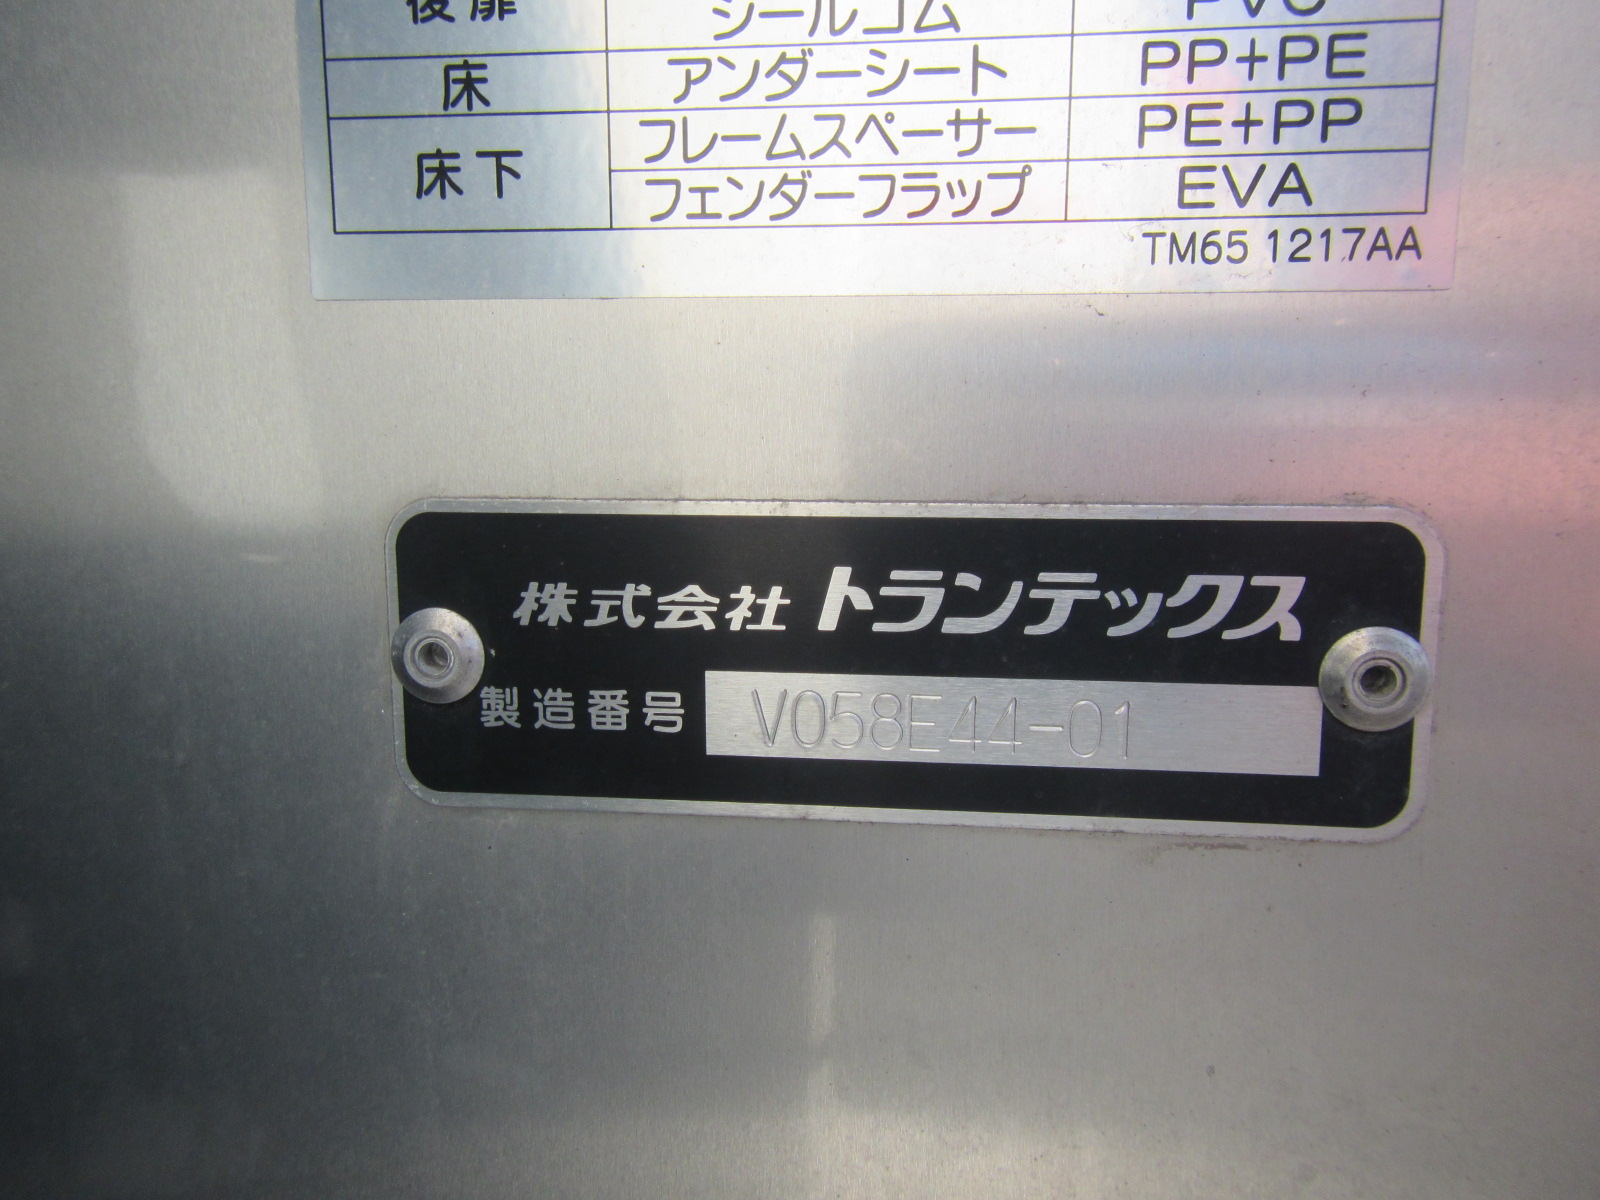 後扉 シールゴム PVC
床 アンダーシート PP+PE
床下 フレームスペーサー PE+PP
フェンダーフラップ EVA
TM65 1217AA
株式会社トランテックス
製造番号 V058E44-01